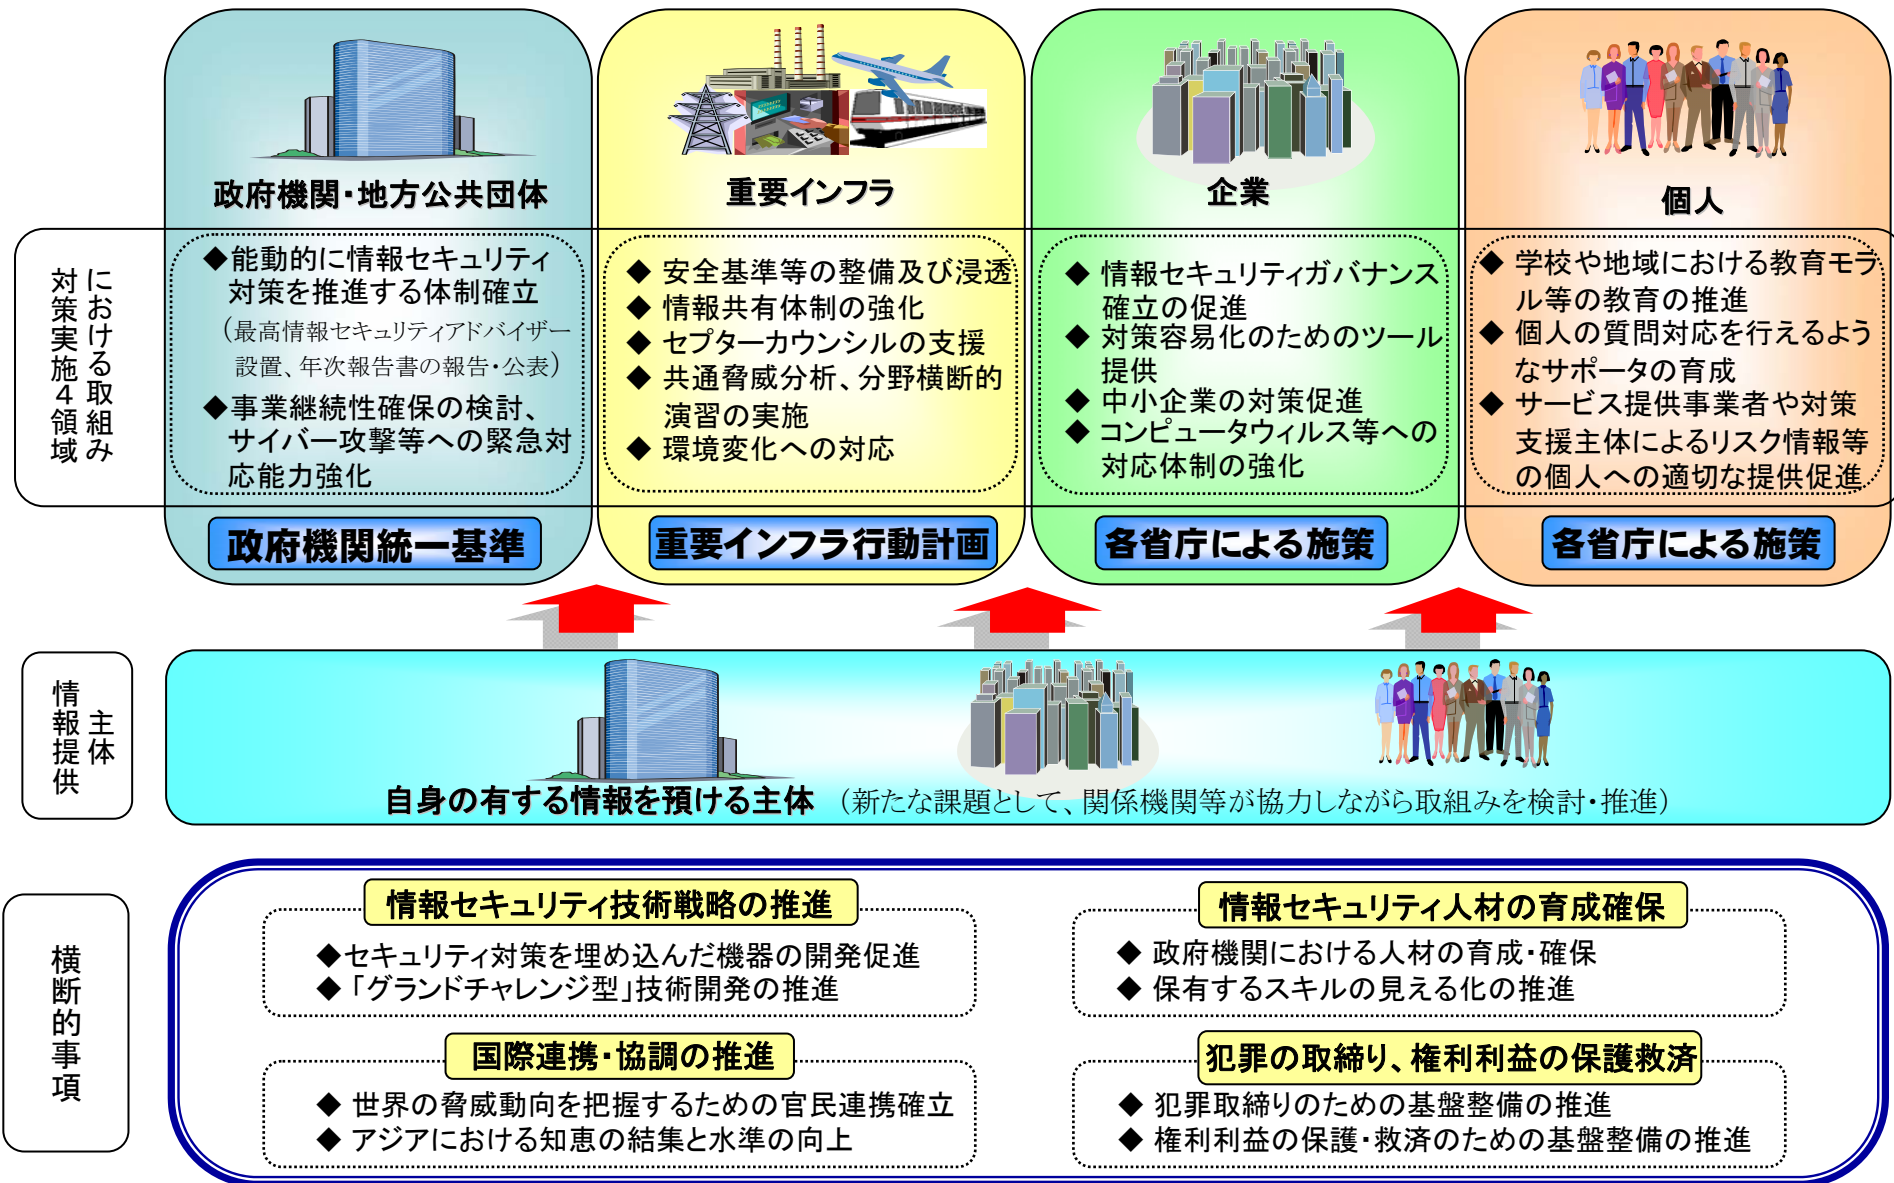 政府機関・地方公共団体
重要インフラ
企業
個人
対策実施４領域
における取組み
◆能動的に情報セキュリティ
対策を推進する体制確立
（最高情報セキュリティアドバイザー
設置、年次報告書の報告・公表）
◆事業継続性確保の検討、
サイバー攻撃等への緊急対
応能力強化
◆ 安全基準等の整備及び浸透
◆ 情報共有体制の強化
◆ セプターカウンシルの支援
◆ 共通脅威分析、分野横断的
演習の実施
◆ 環境変化への対応
◆ 情報セキュリティガバナンス
確立の促進
◆ 対策容易化のためのツール
提供
◆ 中小企業の対策促進
◆ コンピュータウィルス等への
対応体制の強化
◆ 学校や地域における教育モラ
ル等の教育の推進
◆ 個人の質問対応を行えるよう
なサポータの育成
◆ サービス提供事業者や対策
支援主体によるリスク情報等
の個人への適切な提供促進
政府機関統一基準
重要インフラ行動計画
各省庁による施策
各省庁による施策
情報提供
主体
自身の有する情報を預ける主体 （新たな課題として、関係機関等が協力しながら取組みを検討・推進）
横断的事項
情報セキュリティ技術戦略の推進
◆セキュリティ対策を埋め込んだ機器の開発促進
◆「グランドチャレンジ型」技術開発の推進
情報セキュリティ人材の育成確保
◆ 政府機関における人材の育成・確保
◆ 保有するスキルの見える化の推進
国際連携・協調の推進
◆ 世界の脅威動向を把握するための官民連携確立
◆ アジアにおける知恵の結集と水準の向上
犯罪の取締り、権利利益の保護救済
◆ 犯罪取締りのための基盤整備の推進
◆ 権利利益の保護・救済のための基盤整備の推進